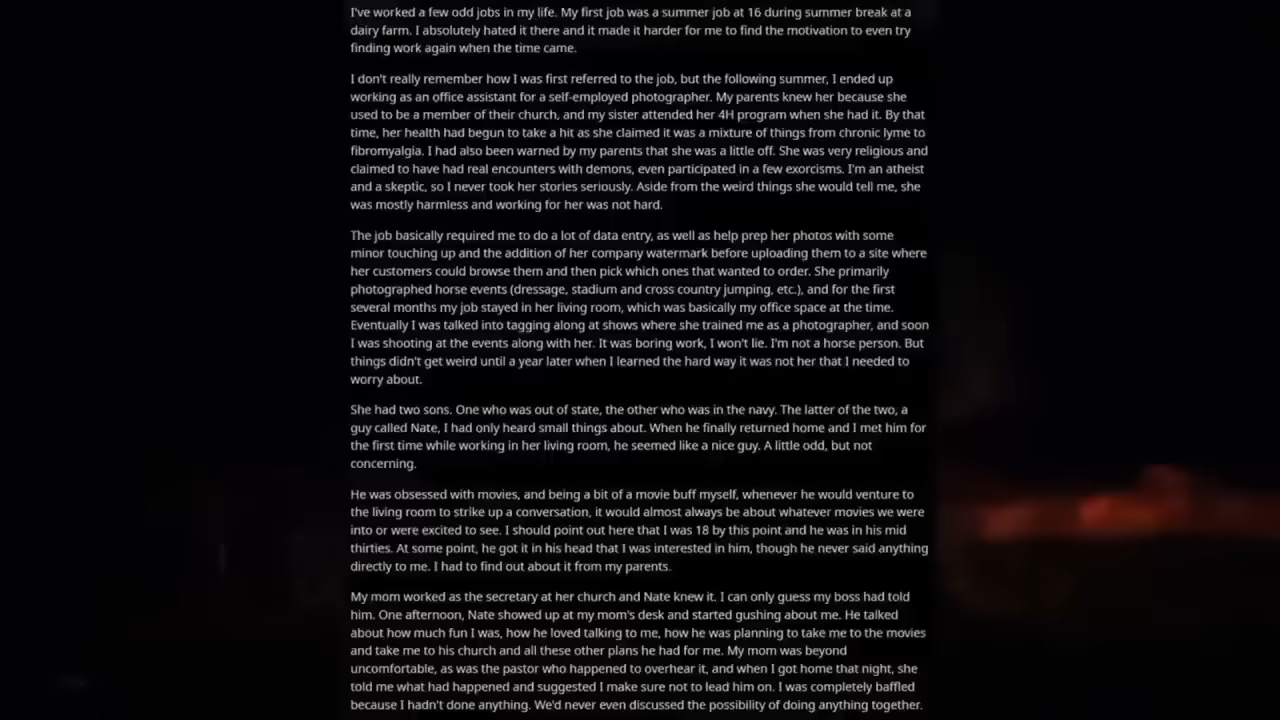 I've worked a few odd jobs in my life. My first job was a summer job at 16 during summer break at a
dairy farm. I absolutely hated it there and it made it harder for me to find the motivation to even try
finding work again when the time came.
I don't really remember how I was first referred to the job, but the following summer, I ended up
working as an office assistant for a self-employed photographer. My parents knew her because she
used to be a member of their church, and my sister attended her 4H program when she had it. By that
time, her health had begun to take a hit as she claimed it was a mixture of things from chronic lyme to
fibromyalgia. I had also been warned by my parents that she was a little off. She was very religious and
claimed to have had real encounters with demons, even participated in a few exorcisms. I'm an atheist
and a skeptic, so I never took her stories seriously. Aside from the weird things she would tell me, she
was mostly harmless and working for her was not hard.
The job basically required me to do a lot of data entry, as well as help prep her photos with some
minor touching up and the addition of her company watermark before uploading them to a site where
her customers could browse them and then pick which ones that wanted to order. She primarily
photographed horse events (dressage, stadium and cross country jumping, etc.), and for the first
several months my job stayed in her living room, which was basically my office space at the time.
Eventually I was talked into tagging along at shows where she trained me as a photographer, and soon
I was shooting at the events along with her. It was boring work, I won't lie. I'm not a horse person. But
things didn't get weird until a year later when I learned the hard way it was not her that I needed to
worry about.
She had two sons. One who was out of state, the other who was in the navy. The latter of the two, a
guy called Nate, I had only heard small things about. When he finally returned home and I met him for
the first time while working in her living room, he seemed like a nice guy. A little odd, but not
concerning.
He was obsessed with movies, and being a bit of a movie buff myself, whenever he would venture to
the living room to strike up a conversation, it would almost always be about whatever movies we were
into or were excited to see. I should point out here that I was 18 by this point and he was in his mid
thirties. At some point, he got it in his head that I was interested in him, though he never said anything
directly to me. I had to find out about it from my parents.
My mom worked as the secretary at her church and Nate knew it. I can only guess my boss had told
him. One afternoon, Nate showed up at my mom's desk and started gushing about me. He talked
about how much fun I was, how he loved talking to me, how he was planning to take me to the movies
and take me to his church and all these other plans he had for me. My mom was beyond
uncomfortable, as was the pastor who happened to overhear it, and when I got home that night, she
told me what had happened and suggested I make sure not to lead him on. I was completely baffled
because I hadn't done anything. We'd never even discussed the possibility of doing anything together.